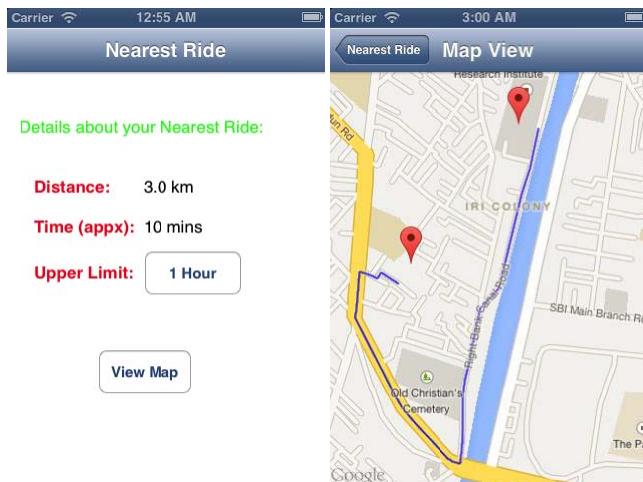 Carrier 12:55 AM
Nearest Ride
Details about your Nearest Ride:
Distance: 3.0 km
Time (appx): 10 mins
Upper Limit: 1 Hour
View Map
Carrier 3:00 AM
Nearest Ride Map View
Research Institute
un Rd
IRI COLONY
Right Bank Canal Road
SBI Main Branch R
Old Christian's
Cemetery
The P
Google